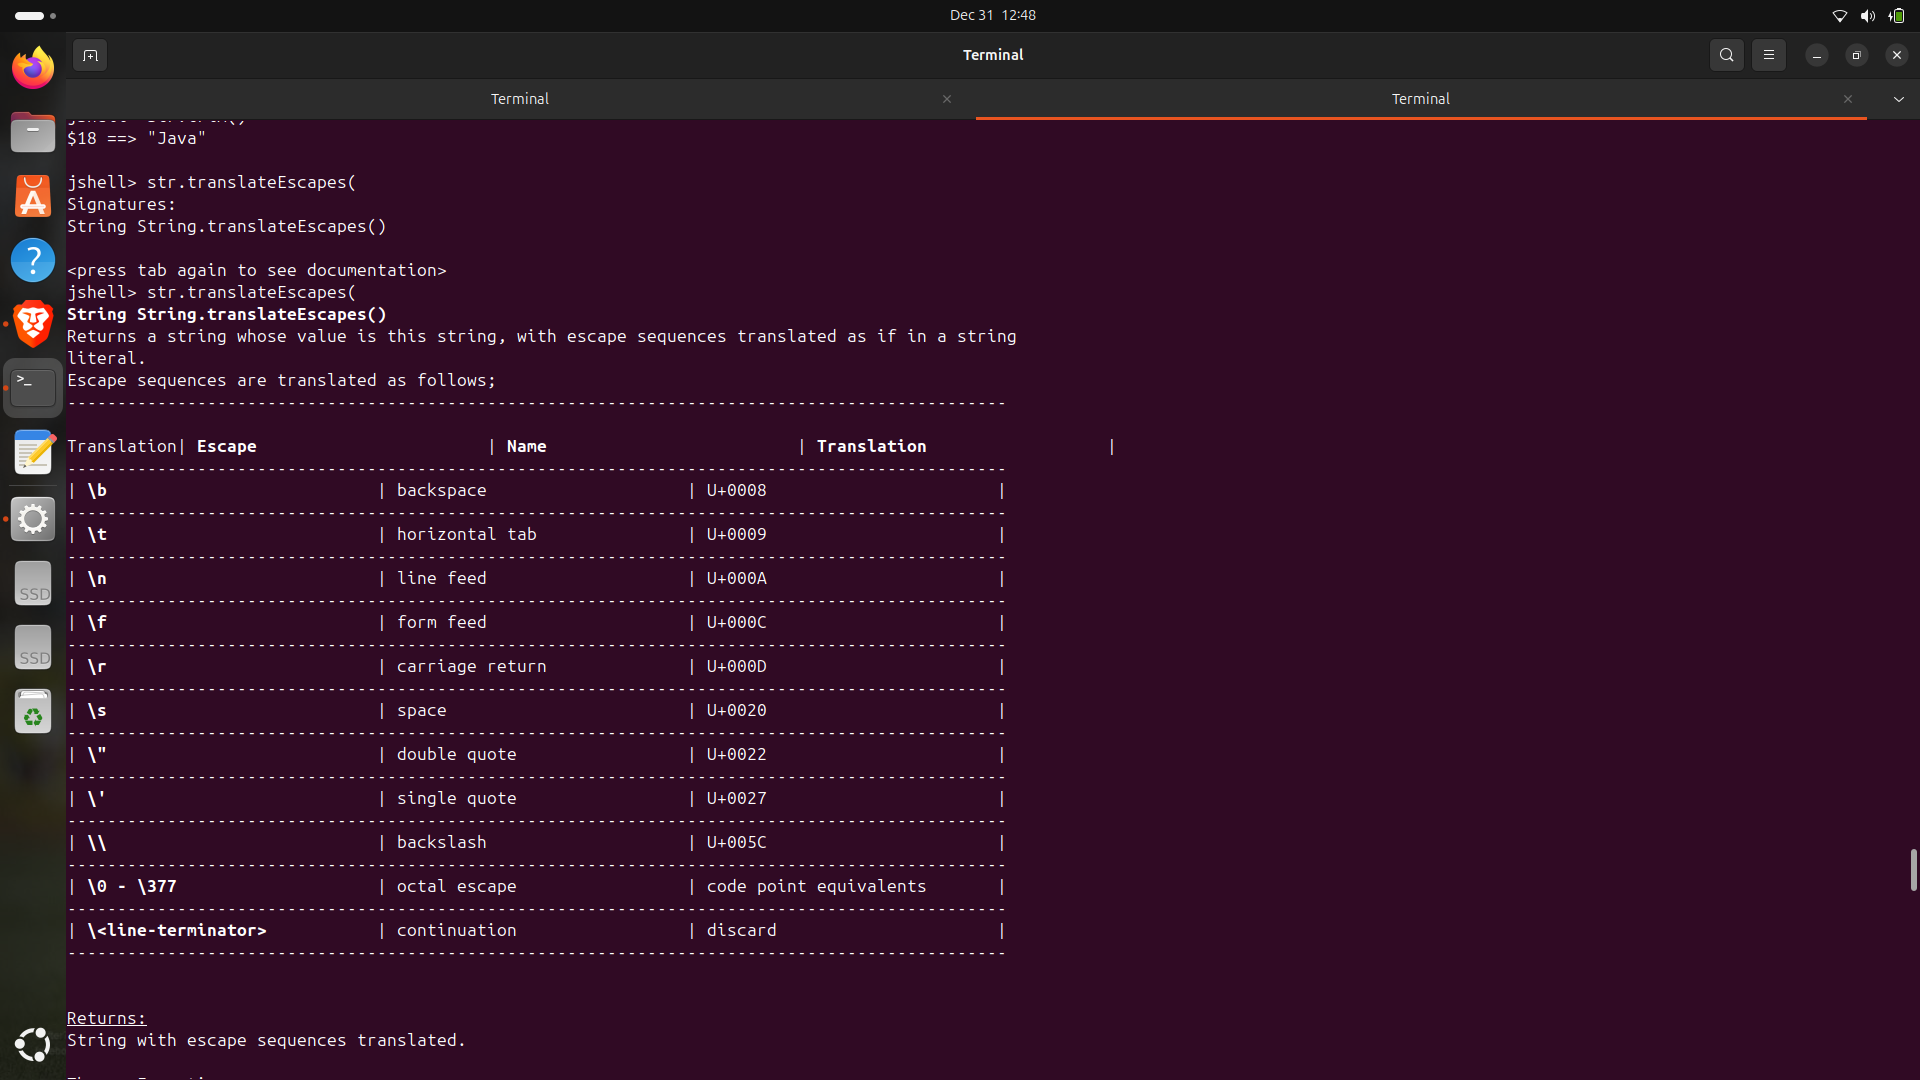 Dec 31 12:48
Terminal
Terminal
Terminal
$18 ==> "Java"
jshell> str.translateEscapes(
Signatures:
String String.translateEscapes()
<press tab again to see documentation>
jshell> str.translateEscapes(
String String.translateEscapes()
Returns a string whose value is this string, with escape sequences translated as if in a string
literal.
Escape sequences are translated as follows;
----------------------------------------------------------------------------------------------
Translation| Escape | Name | Translation |
----------------------------------------------------------------------------------------------
| \b | backspace | U+0008 |
----------------------------------------------------------------------------------------------
| \t | horizontal tab | U+0009 |
----------------------------------------------------------------------------------------------
| \n | line feed | U+000A |
----------------------------------------------------------------------------------------------
| \f | form feed | U+000C |
----------------------------------------------------------------------------------------------
| \r | carriage return | U+000D |
----------------------------------------------------------------------------------------------
| \s | space | U+0020 |
----------------------------------------------------------------------------------------------
| \" | double quote | U+0022 |
----------------------------------------------------------------------------------------------
| \' | single quote | U+0027 |
----------------------------------------------------------------------------------------------
| \\ | backslash | U+005C |
----------------------------------------------------------------------------------------------
| \0 - \377 | octal escape | code point equivalents |
----------------------------------------------------------------------------------------------
| \<line-terminator> | continuation | discard |
----------------------------------------------------------------------------------------------
SSD
SSD
Returns:
String with escape sequences translated.